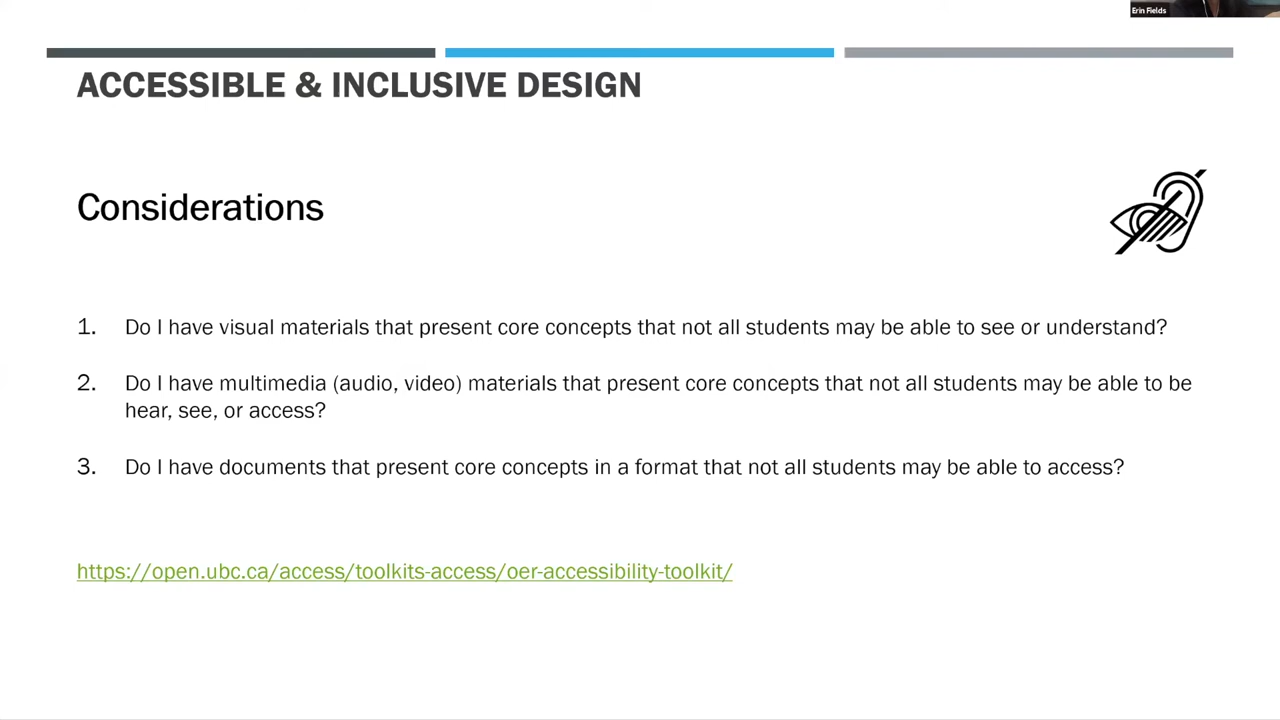 Erin Fields
ACCESSIBLE & INCLUSIVE DESIGN
Considerations
1. Do I have visual materials that present core concepts that not all students may be able to see or understand?
2. Do I have multimedia (audio, video) materials that present core concepts that not all students may be able to be
hear, see, or access?
3. Do I have documents that present core concepts in a format that not all students may be able to access?
https://open.ubc.ca/access/toolkits-access/oer-accessibility-toolkit/